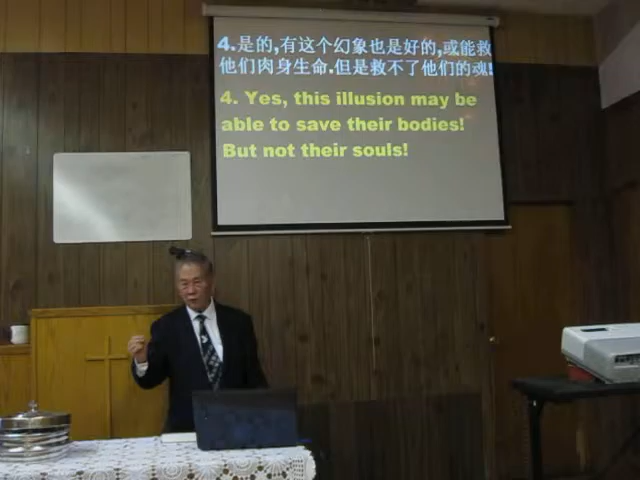 4.是的,有这个幻象也是好的,或能救
他们肉身生命.但是救不了他们的魂!
4. Yes, this illusion may be
able to save their bodies!
But not their souls!